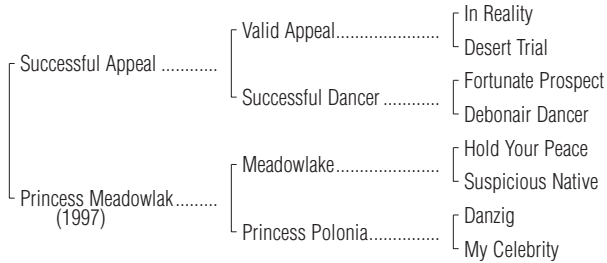 In Reality
Valid Appeal....................
Desert Trial
Successful Appeal ............
Fortunate Prospect
Successful Dancer ............
Debonair Dancer
Hold Your Peace
Meadowlake....................
Suspicious Native
Princess Meadowlak.........
(1997)
Danzig
Princess Polonia...............
My Celebrity